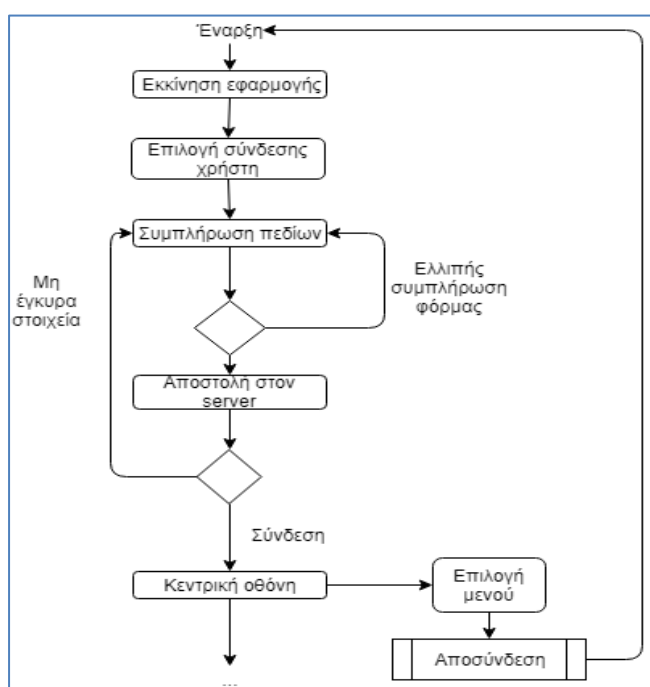 Έναρξη
Εκκίνηση εφαρμογής
Επιλογή σύνδεσης
χρήστη
Συμπλήρωση πεδίων
Μη
έγκυρα
στοιχεία
Ελλιπής
συμπλήρωση
φόρμας
Αποστολή στον
server
Σύνδεση
Κεντρική οθόνη
Επιλογή
μενού
Αποσύνδεση
...